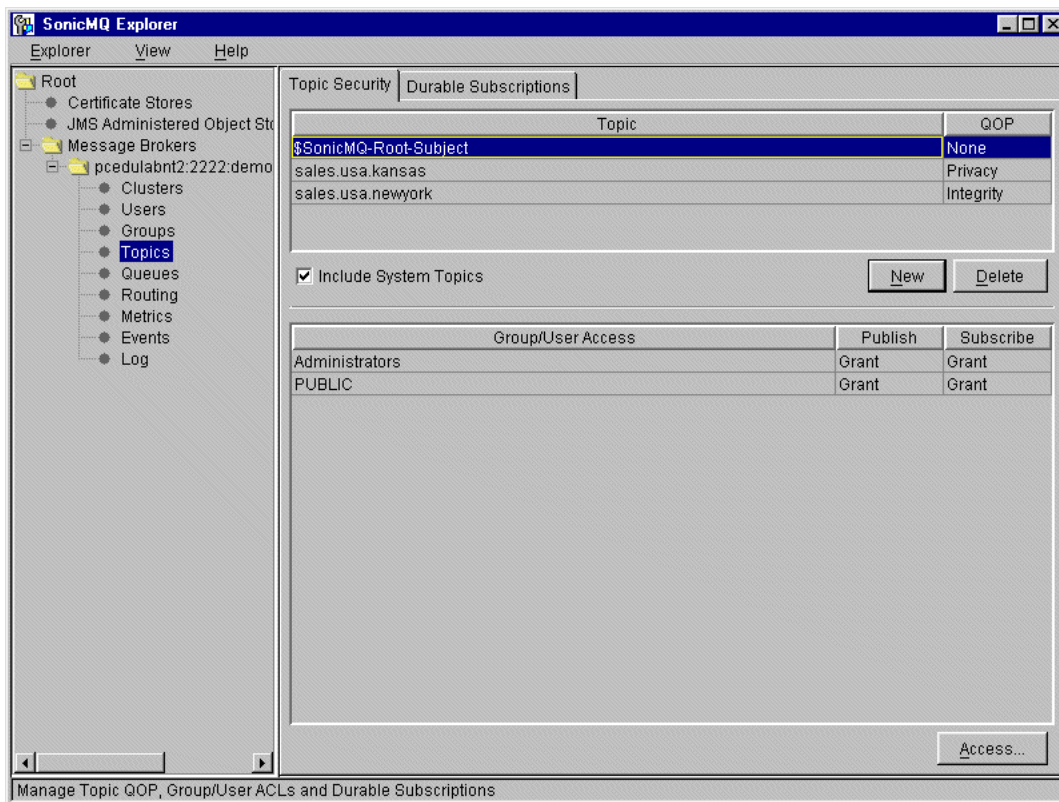 SonicMQ Explorer
Explorer View Help
Root
Certificate Stores
JMS Administered Object Sto
Message Brokers
pcedulabnt2:2222:demo
Clusters
Users
Groups
Topics
Queues
Routing
Metrics
Events
Log
Topic Security Durable Subscriptions
Topic QOP
$SonicMQ-Root-Subject None
sales.usa.kansas Privacy
sales.usa.newyork Integrity
Include System Topics New Delete
Group/User Access Publish Subscribe
Administrators Grant Grant
PUBLIC Grant Grant
Access...
Manage Topic QOP, Group/User ACLs and Durable Subscriptions